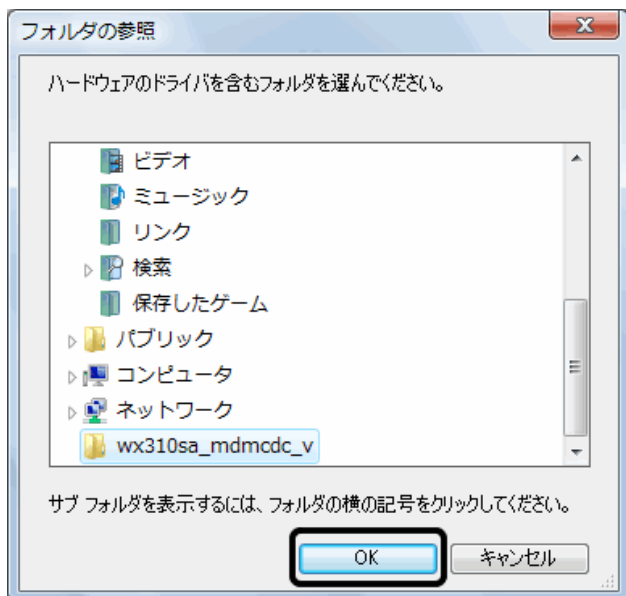 フォルダの参照
ハードウェアのドライバを含むフォルダを選んでください。
ビデオ
ミュージック
リンク
検索
保存したゲーム
パブリック
コンピュータ
ネットワーク
wx310sa_mdmcdc_v
サブ フォルダを表示するには、フォルダの横の記号をクリックしてください。
OK キャンセル